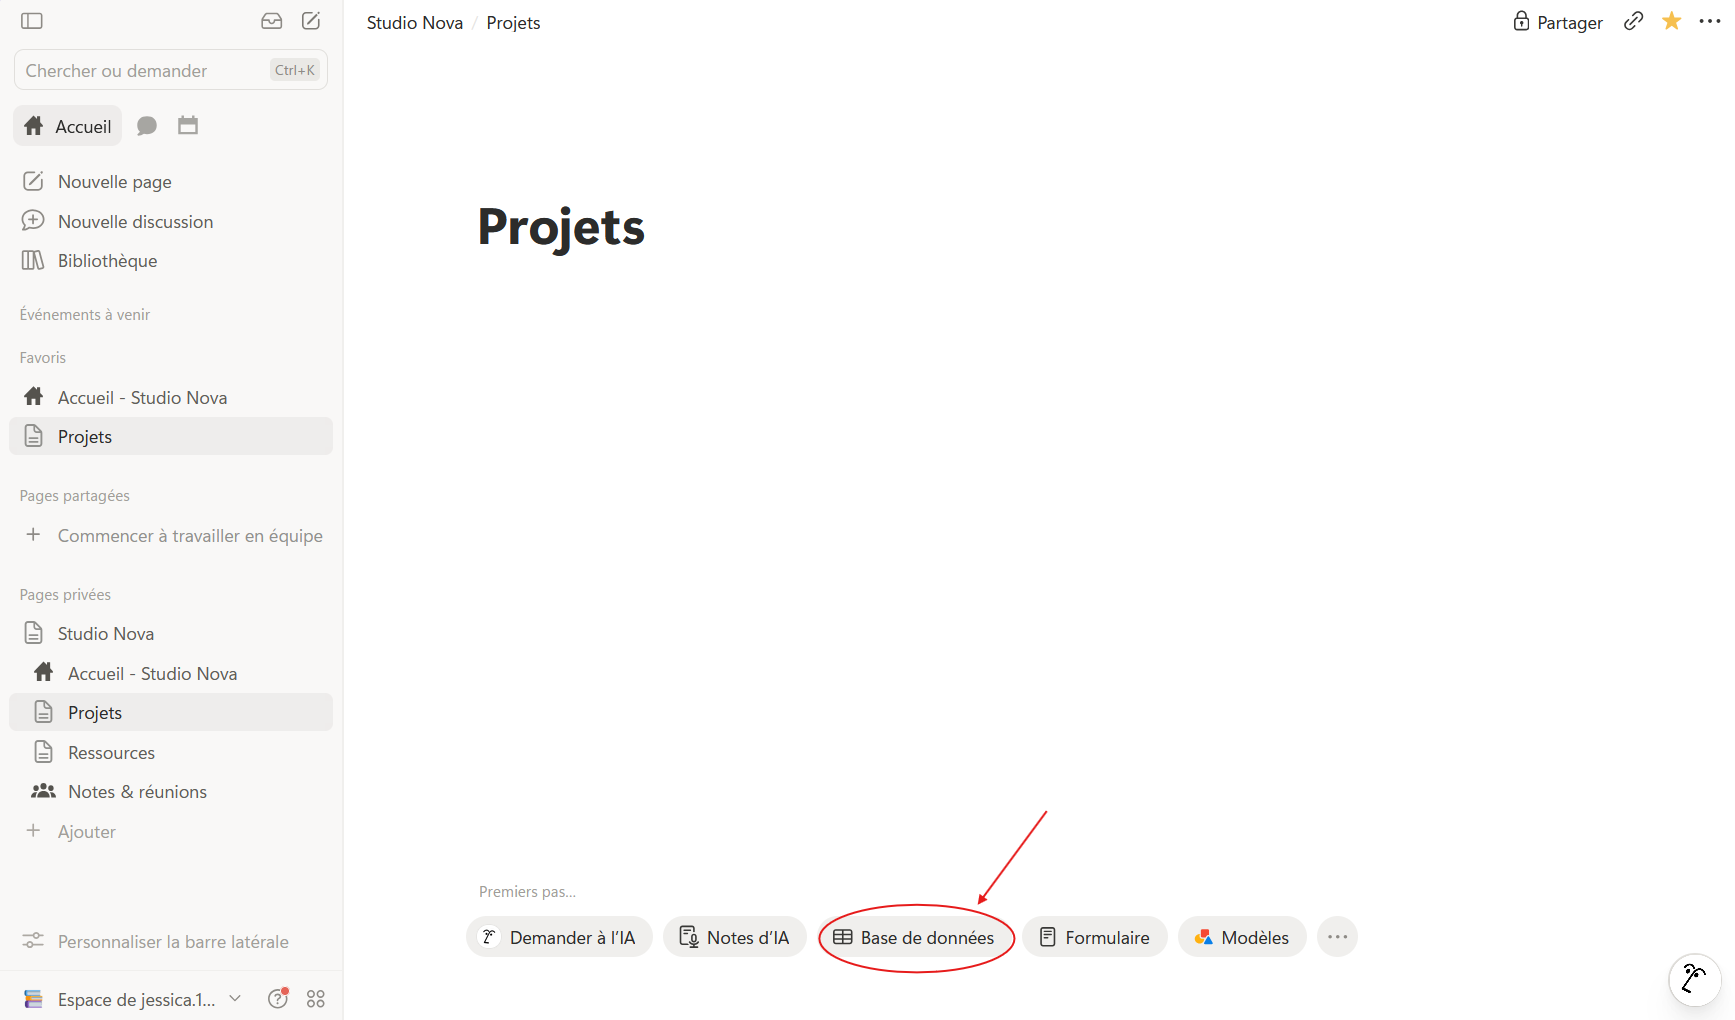 Studio Nova / Projets
Partager
Chercher ou demander Ctrl+K
Accueil
Nouvelle page
Nouvelle discussion
Bibliothèque
Événements à venir
Favoris
Accueil - Studio Nova
Projets
Pages partagées
+ Commencer à travailler en équipe
Pages privées
Studio Nova
Accueil - Studio Nova
Projets
Ressources
Notes & réunions
+ Ajouter
Personnaliser la barre latérale
Espace de jessica.1...
Projets
Premiers pas...
Demander à l'IA
Notes d'IA
Base de données
Formulaire
Modèles